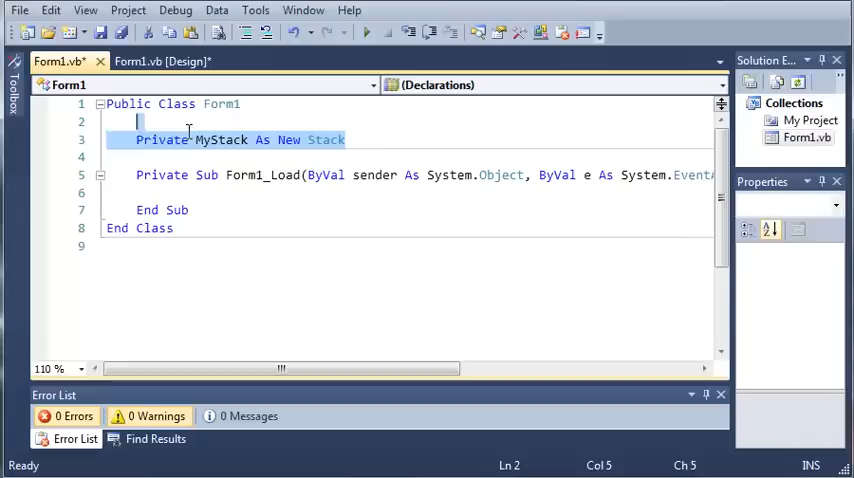 File Edit View Project Debug Data Tools Window Help
Form1.vb* Form1.vb [Design]* Solution E...
Toolbox
Form1 (Declarations)
1 Public Class Form1
2
3 Private MyStack As New Stack
4
5 Private Sub Form1_Load(ByVal sender As System.Object, ByVal e As System.EventA
6
7 End Sub
8 End Class
9
Collections
My Project
Form1.vb
Properties
110 %
Error List
0 Errors 0 Warnings 0 Messages
Error List Find Results
Ready Ln 2 Col 5 Ch 5 INS